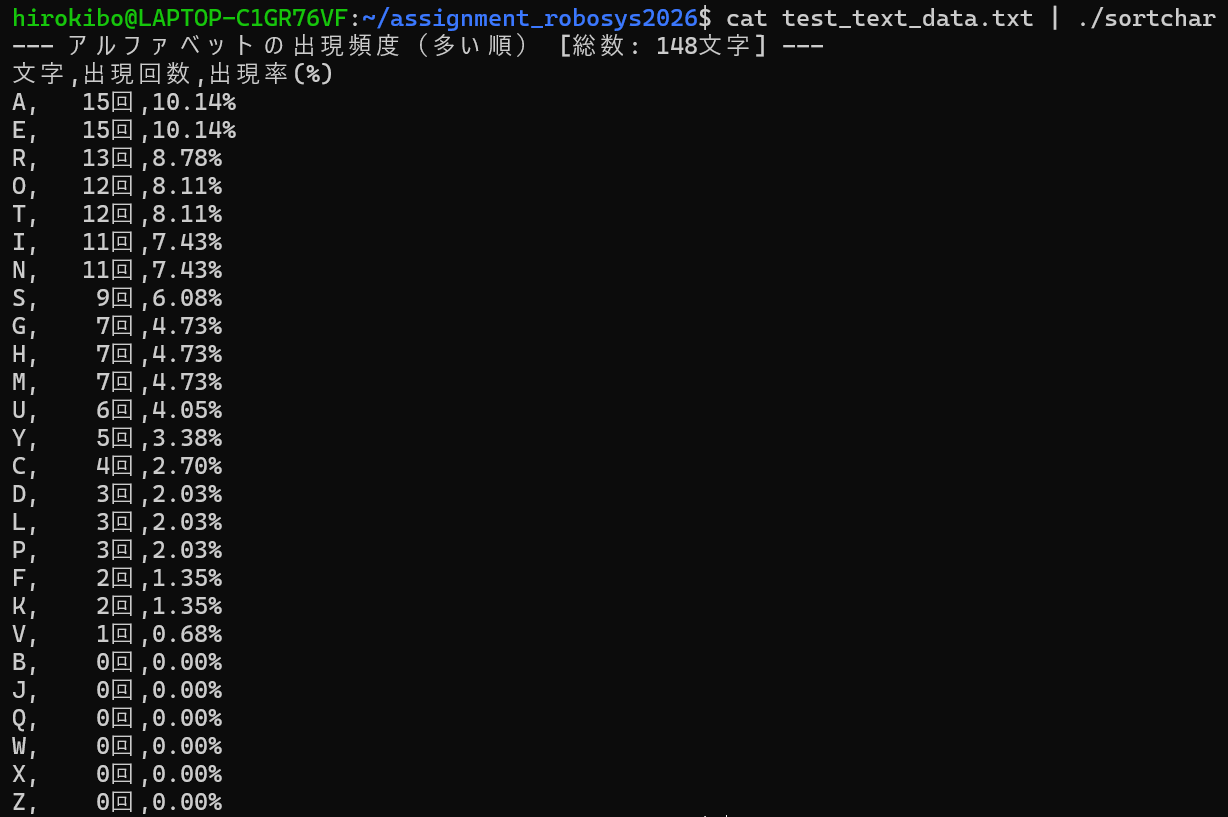 hirokibo@LAPTOP-C1GR76VF:~/assignment_robosys2026$ cat test_text_data.txt | ./sortchar
--- アルファベットの出現頻度（多い順） [総数: 148文字] ---
文字,出現回数,出現率(%)
A,   15回,10.14%
E,   15回,10.14%
R,   13回,8.78%
O,   12回,8.11%
T,   12回,8.11%
I,   11回,7.43%
N,   11回,7.43%
S,    9回,6.08%
G,    7回,4.73%
H,    7回,4.73%
M,    7回,4.73%
U,    6回,4.05%
Y,    5回,3.38%
C,    4回,2.70%
D,    3回,2.03%
L,    3回,2.03%
P,    3回,2.03%
F,    2回,1.35%
K,    2回,1.35%
V,    1回,0.68%
B,    0回,0.00%
J,    0回,0.00%
Q,    0回,0.00%
W,    0回,0.00%
X,    0回,0.00%
Z,    0回,0.00%